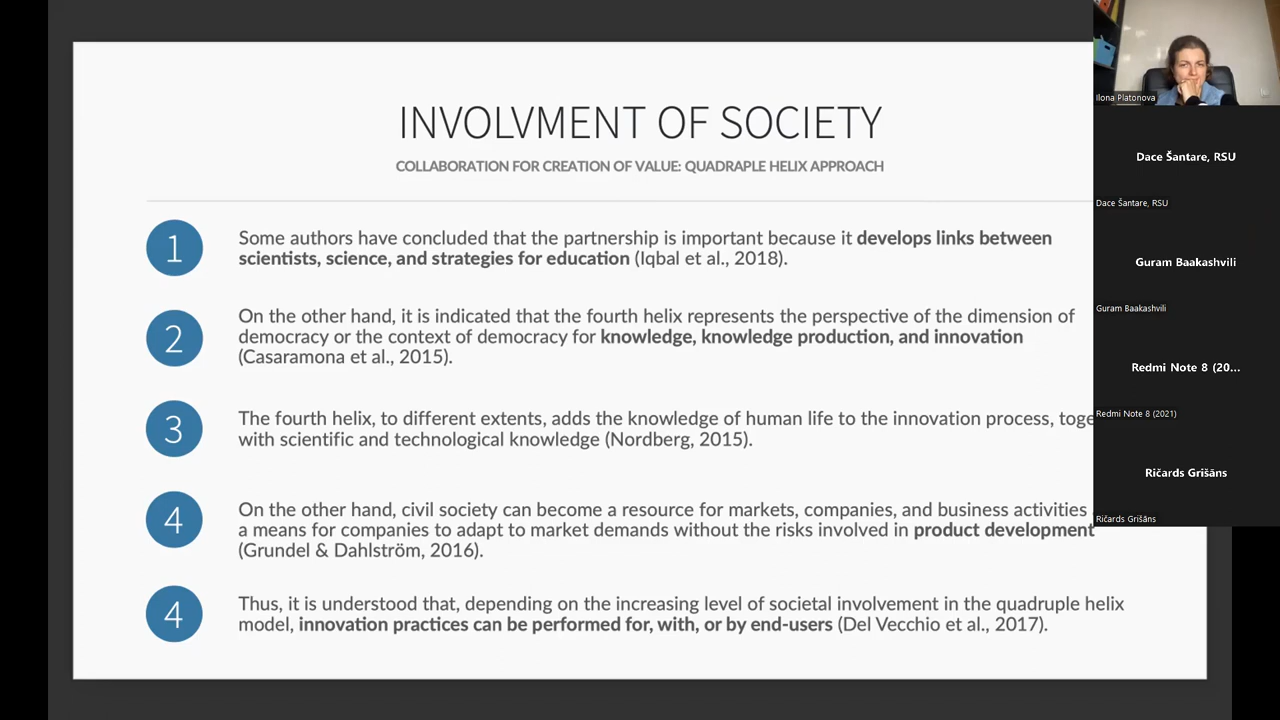 INVOLVMENT OF SOCIETY
COLLABORATION FOR CREATION OF VALUE: QUADRAPLE HELIX APPROACH
1
Some authors have concluded that the partnership is important because it develops links between
scientists, science, and strategies for education (Iqbal et al., 2018).
2
On the other hand, it is indicated that the fourth helix represents the perspective of the dimension of
democracy or the context of democracy for knowledge, knowledge production, and innovation
(Casaramona et al., 2015).
3
The fourth helix, to different extents, adds the knowledge of human life to the innovation process, toge
with scientific and technological knowledge (Nordberg, 2015).
4
On the other hand, civil society can become a resource for markets, companies, and business activities
a means for companies to adapt to market demands without the risks involved in product development
(Grundel & Dahlström, 2016).
4
Thus, it is understood that, depending on the increasing level of societal involvement in the quadruple helix
model, innovation practices can be performed for, with, or by end-users (Del Vecchio et al., 2017).
Ilona Platonova
Dace Šantare, RSU
Dace Šantare, RSU
Guram Baakashvili
Guram Baakashvili
Redmi Note 8 (20...
Redmi Note 8 (2021)
Ričards Grišāns
Ričards Grišāns